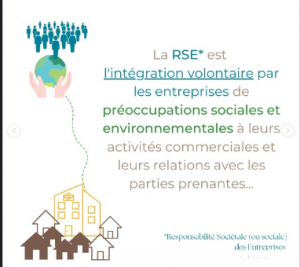 La RSE* est
l'intégration volontaire par
les entreprises de
préoccupations sociales et
environnementales à leurs
activités commerciales et
leurs relations avec les
parties prenantes...
*Responsabilité Sociétale (ou sociale)
des Entreprises